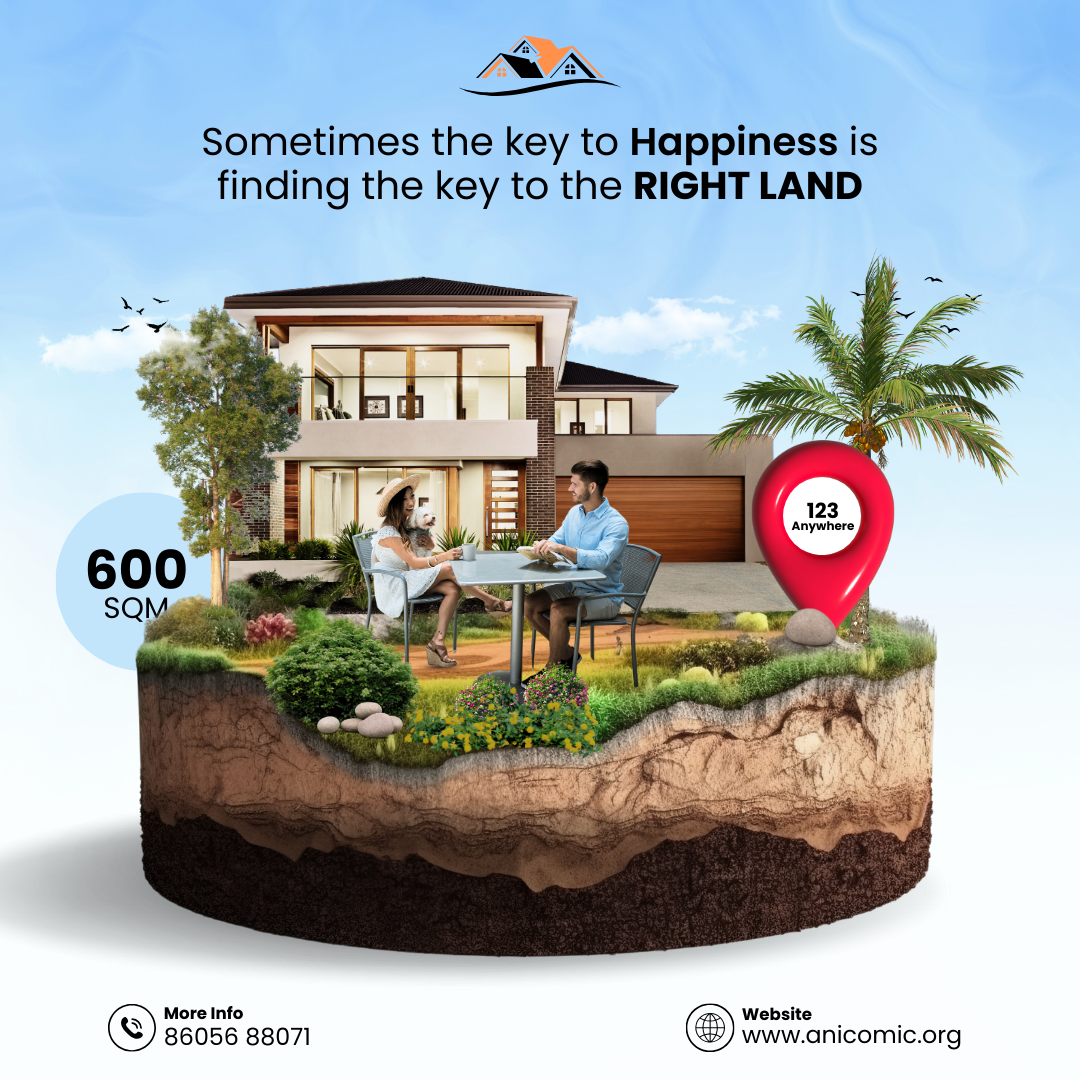 Sometimes the key to Happiness is
finding the key to the RIGHT LAND
600
SQM
123
Anywhere
More Info
86056 88071
Website
www.anicomic.org